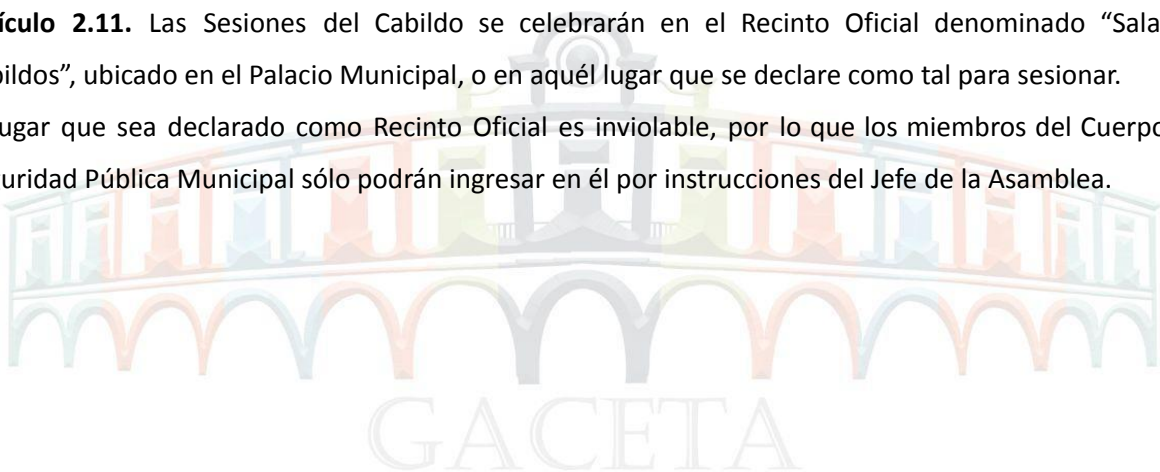 ículo 2.11. Las Sesiones del Cabildo se celebrarán en el Recinto Oficial denominado “Sala
bildos”, ubicado en el Palacio Municipal, o en aquél lugar que se declare como tal para sesionar.
ugar que sea declarado como Recinto Oficial es inviolable, por lo que los miembros del Cuerpo
uridad Pública Municipal sólo podrán ingresar en él por instrucciones del Jefe de la Asamblea.
GACETA